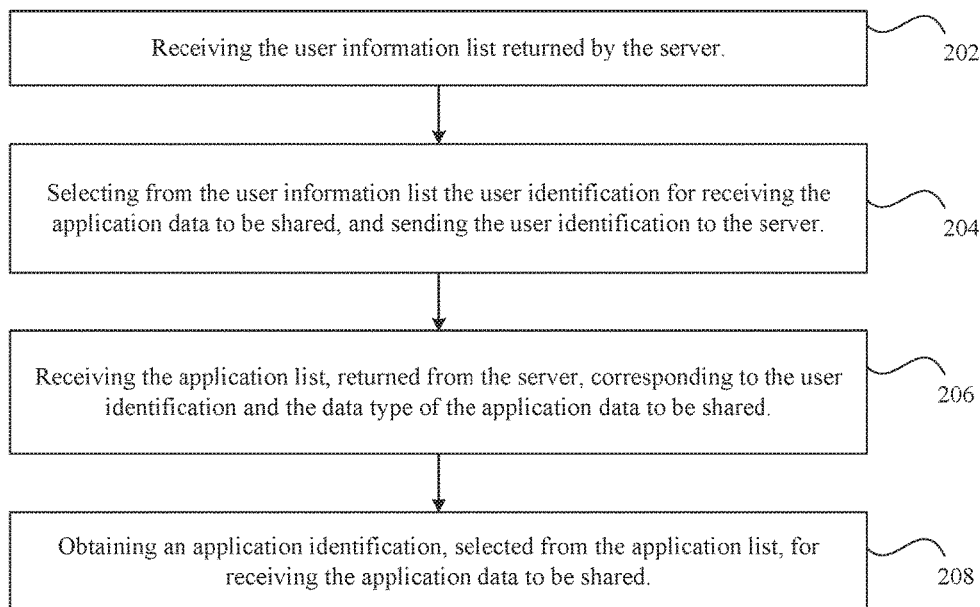 Receiving the user information list returned by the server.
202
Selecting from the user information list the user identification for receiving the
application data to be shared, and sending the user identification to the server.
204
Receiving the application list, returned from the server, corresponding to the user
identification and the data type of the application data to be shared.
206
Obtaining an application identification, selected from the application list, for
receiving the application data to be shared.
208